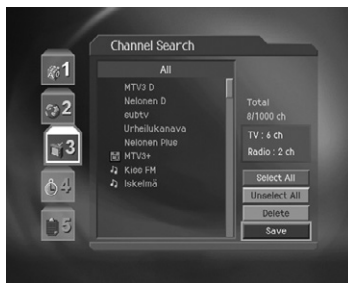 Channel Search
1
2
3
4
5
All
MTV3 D
Nelonen D
subtv
Urheilukanava
Nelonen Plus
MTV3+
Kiss FM
Iskelmä
Total
8/1000 ch
TV : 6 ch
Radio : 2 ch
Select All
Unselect All
Delete
Save